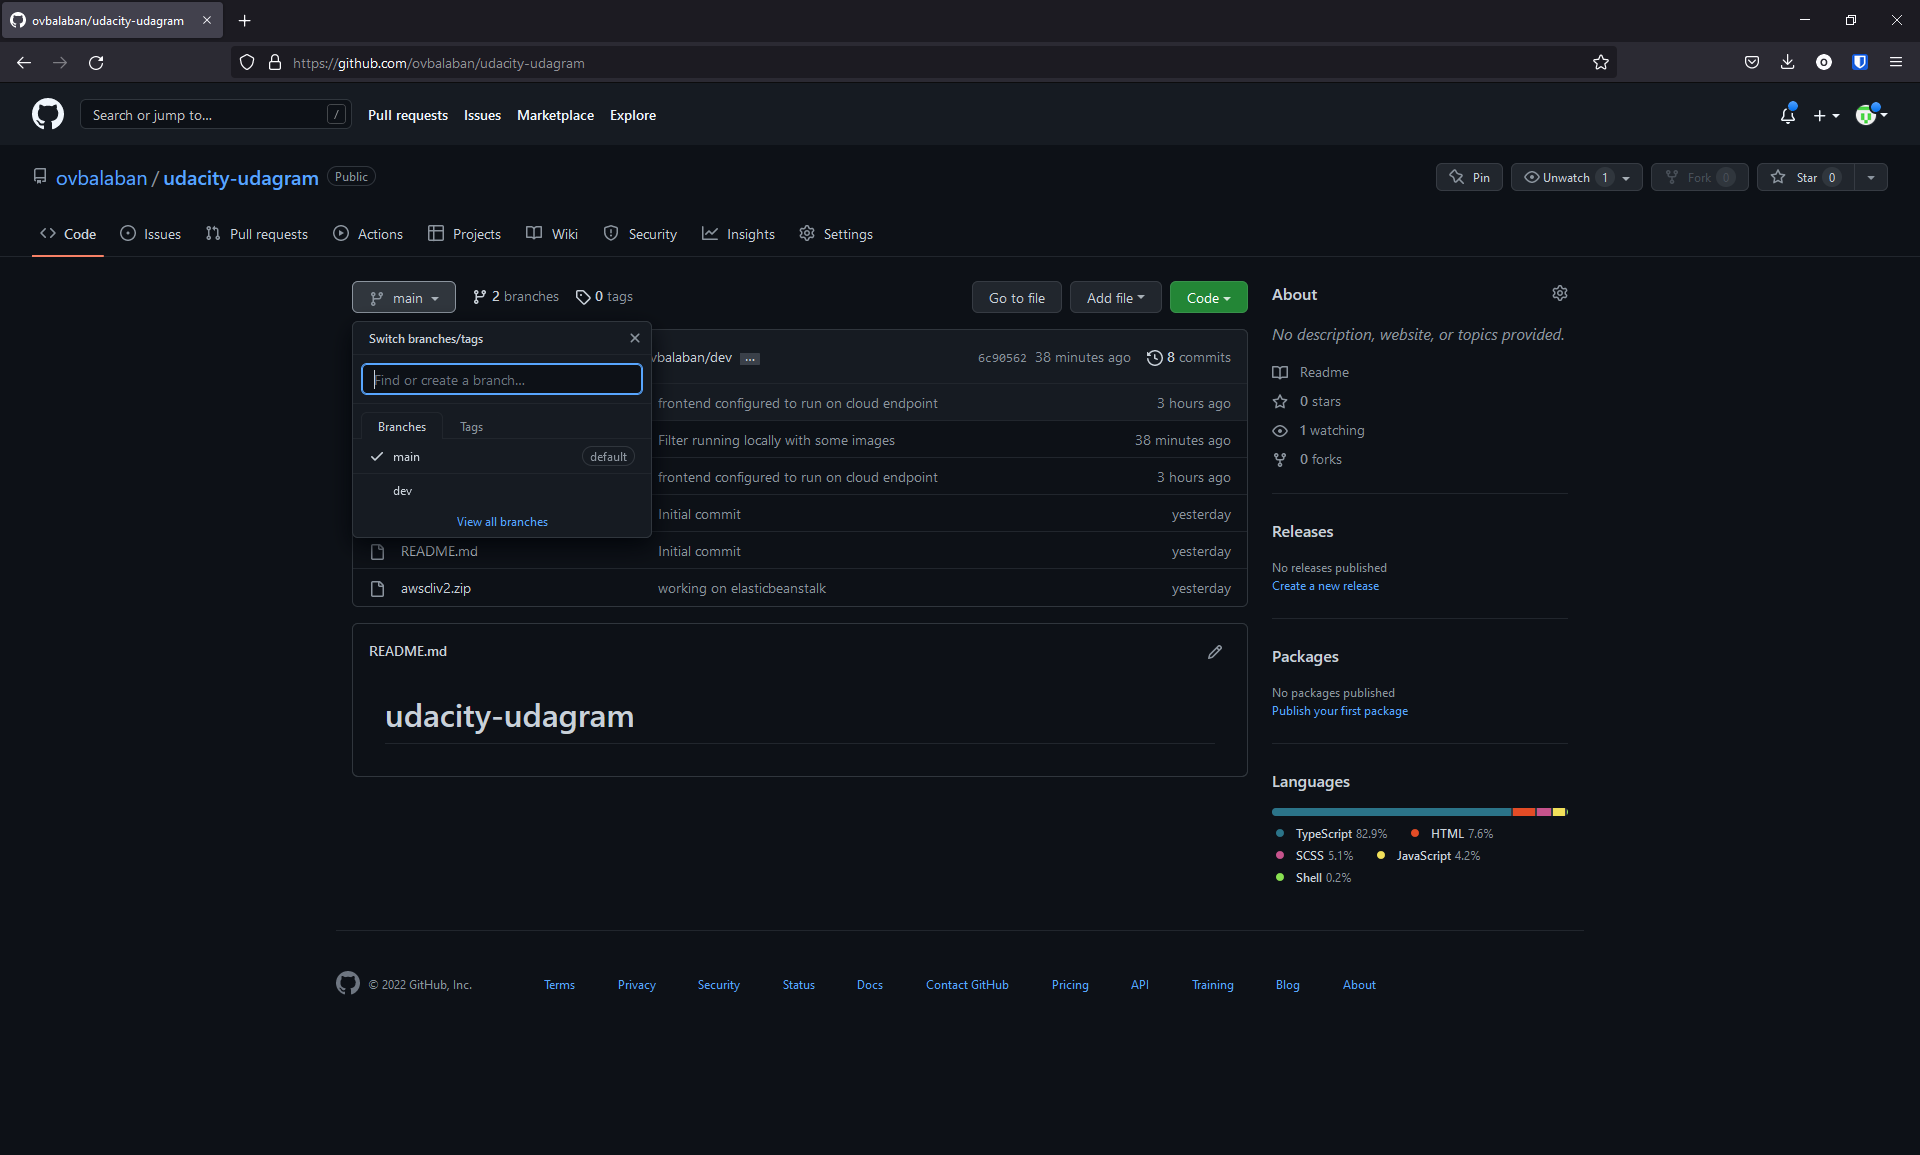 ovbalaban/udacity-udagram
https://github.com/ovbalaban/udacity-udagram
Search or jump to... /
Pull requests Issues Marketplace Explore
ovbalaban / udacity-udagram Public
Pin Unwatch 1 Fork 0 Star 0
Code Issues Pull requests Actions Projects Wiki Security Insights Settings
main 2 branches 0 tags Go to file Add file Code
Switch branches/tags
Find or create a branch...
Branches Tags
main default
dev
View all branches
vbalaban/dev ... 6c90562 38 minutes ago 8 commits
frontend configured to run on cloud endpoint 3 hours ago
Filter running locally with some images 38 minutes ago
frontend configured to run on cloud endpoint 3 hours ago
Initial commit yesterday
README.md Initial commit yesterday
awscliv2.zip working on elasticbeanstalk yesterday
README.md
udacity-udagram
About
No description, website, or topics provided.
Readme
0 stars
1 watching
0 forks
Releases
No releases published
Create a new release
Packages
No packages published
Publish your first package
Languages
TypeScript 82.9% HTML 7.6%
SCSS 5.1% JavaScript 4.2%
Shell 0.2%
© 2022 GitHub, Inc. Terms Privacy Security Status Docs Contact GitHub Pricing API Training Blog About